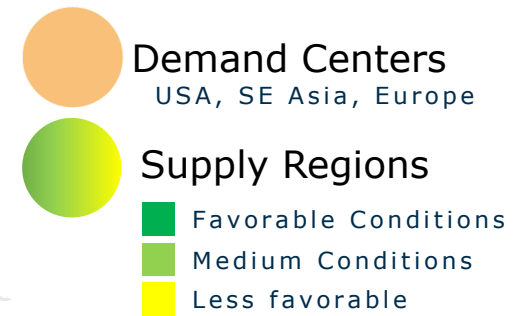 Demand Centers
USA, SE Asia, Europe
Supply Regions
Favorable Conditions
Medium Conditions
Less favorable